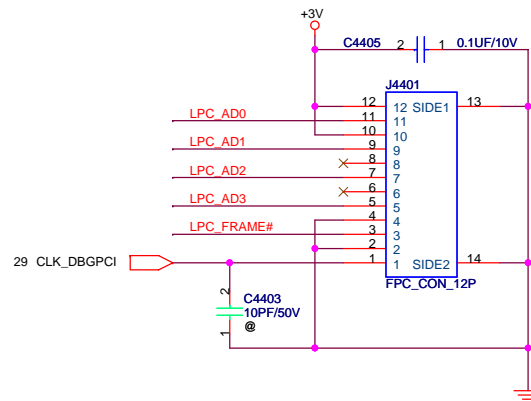 +3V
C4405 2 1 0.1UF/10V
J4401
12 12 SIDE1 13
LPC_AD0 11 11
10 10
LPC_AD1 9 9
8 8
LPC_AD2 7 7
6 6
LPC_AD3 5 5
4 4
LPC_FRAME# 3 3
2 2
29 CLK_DBGPCI 1 1 SIDE2 14
FPC_CON_12P
2 C4403
10PF/50V
1 @